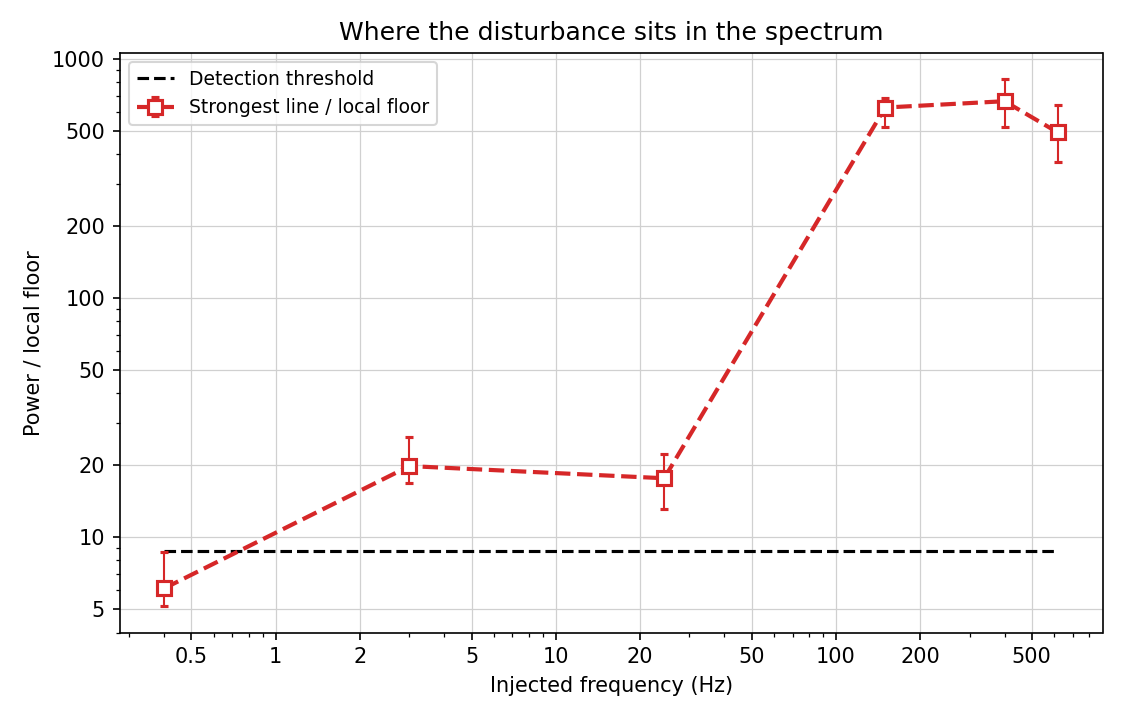 Where the disturbance sits in the spectrum
Detection threshold
Strongest line / local floor
1000
500
200
100
50
20
10
5
Power / local floor
0.5 1 2 5 10 20 50 100 200 500
Injected frequency (Hz)